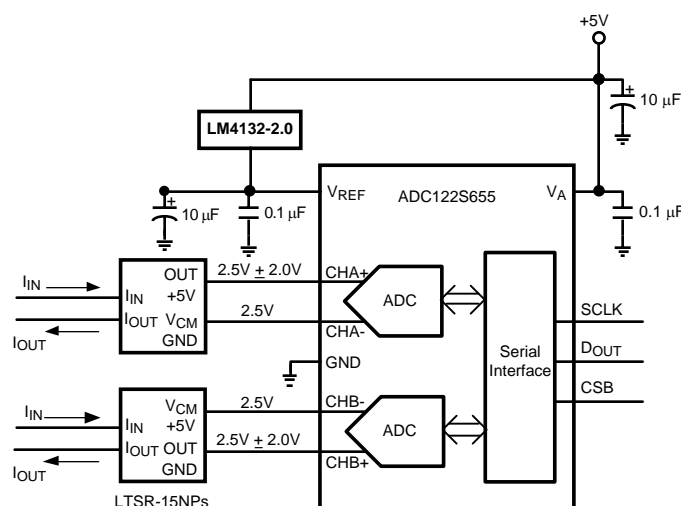 +5V
10 µF
LM4132-2.0
VREF
ADC122S655
VA
10 µF
0.1 µF
0.1 µF
IIN
OUT
+5V
IIN
IOUT
VCM
GND
IOUT
2.5V ± 2.0V
2.5V
CHA+
CHA-
ADC
GND
Serial
Interface
SCLK
DOUT
CSB
IIN
VCM
+5V
IIN
IOUT
OUT
GND
IOUT
2.5V
2.5V ± 2.0V
CHB-
CHB+
ADC
LTSR-15NPs